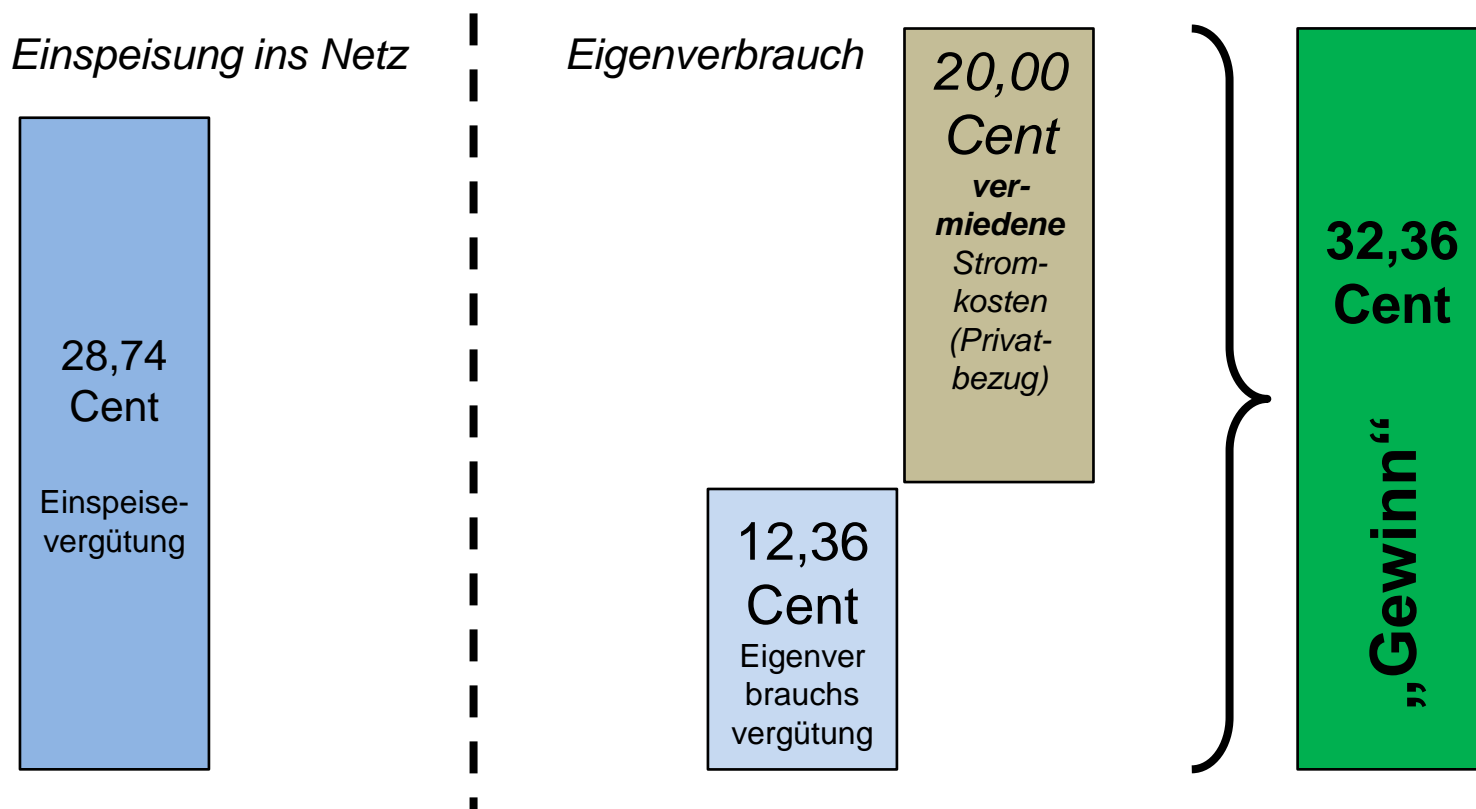 Einspeisung ins Netz
28,74
Cent
Einspeise-
vergütung
Eigenverbrauch
12,36
Cent
Eigenver
brauchs
vergütung
20,00
Cent
ver-
miedene
Strom-
kosten
(Privat-
bezug)
32,36
Cent
„Gewinn“